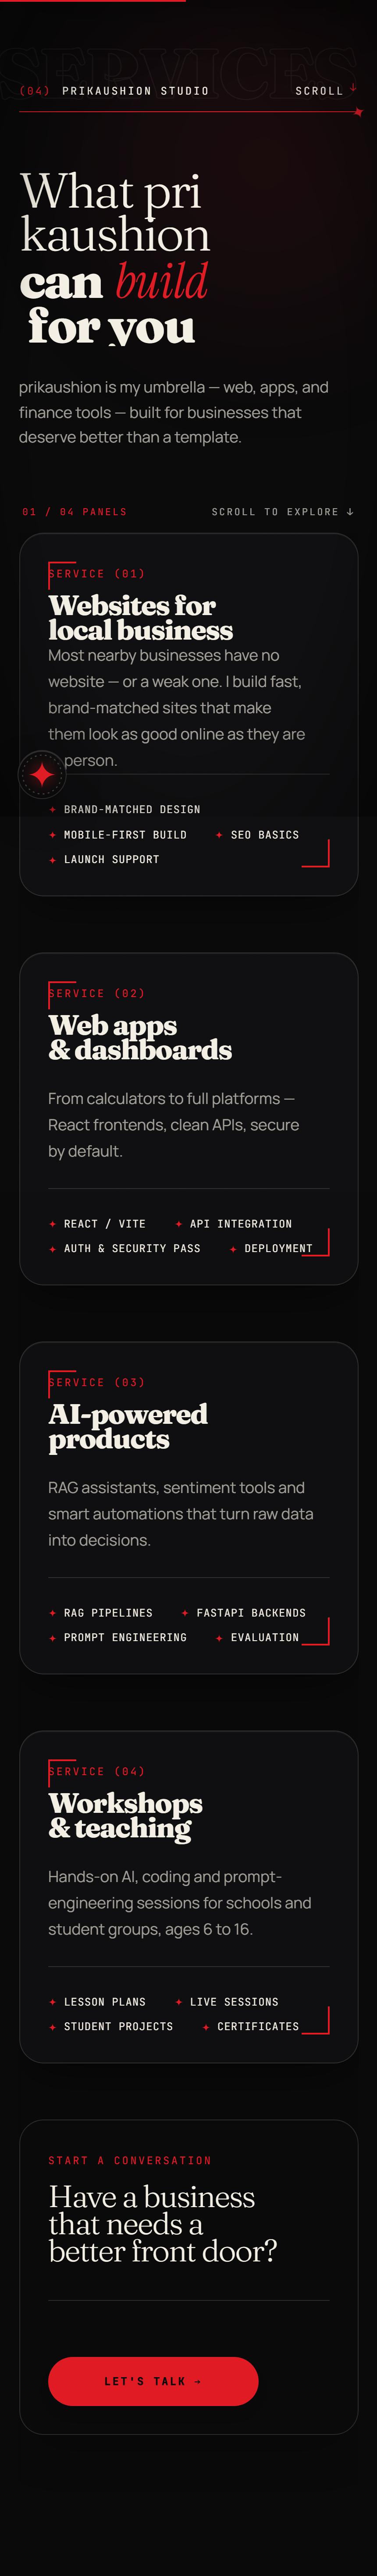 SERVICES
(04) PRIKAUSHION STUDIO SCROLL ↓
What pri
kaushion
can build
for you
prikaushion is my umbrella — web, apps, and
finance tools — built for businesses that
deserve better than a template.
01 / 04 PANELS SCROLL TO EXPLORE ↓
SERVICE (01)
Websites for
local business
Most nearby businesses have no
website — or a weak one. I build fast,
brand-matched sites that make
them look as good online as they are
person.
✦ BRAND-MATCHED DESIGN
✦ MOBILE-FIRST BUILD ✦ SEO BASICS
✦ LAUNCH SUPPORT
SERVICE (02)
Web apps
& dashboards
From calculators to full platforms —
React frontends, clean APIs, secure
by default.
✦ REACT / VITE ✦ API INTEGRATION
✦ AUTH & SECURITY PASS ✦ DEPLOYMENT
SERVICE (03)
AI-powered
products
RAG assistants, sentiment tools and
smart automations that turn raw data
into decisions.
✦ RAG PIPELINES ✦ FASTAPI BACKENDS
✦ PROMPT ENGINEERING ✦ EVALUATION
SERVICE (04)
Workshops
& teaching
Hands-on AI, coding and prompt-
engineering sessions for schools and
student groups, ages 6 to 16.
✦ LESSON PLANS ✦ LIVE SESSIONS
✦ STUDENT PROJECTS ✦ CERTIFICATES
START A CONVERSATION
Have a business
that needs a
better front door?
LET'S TALK →